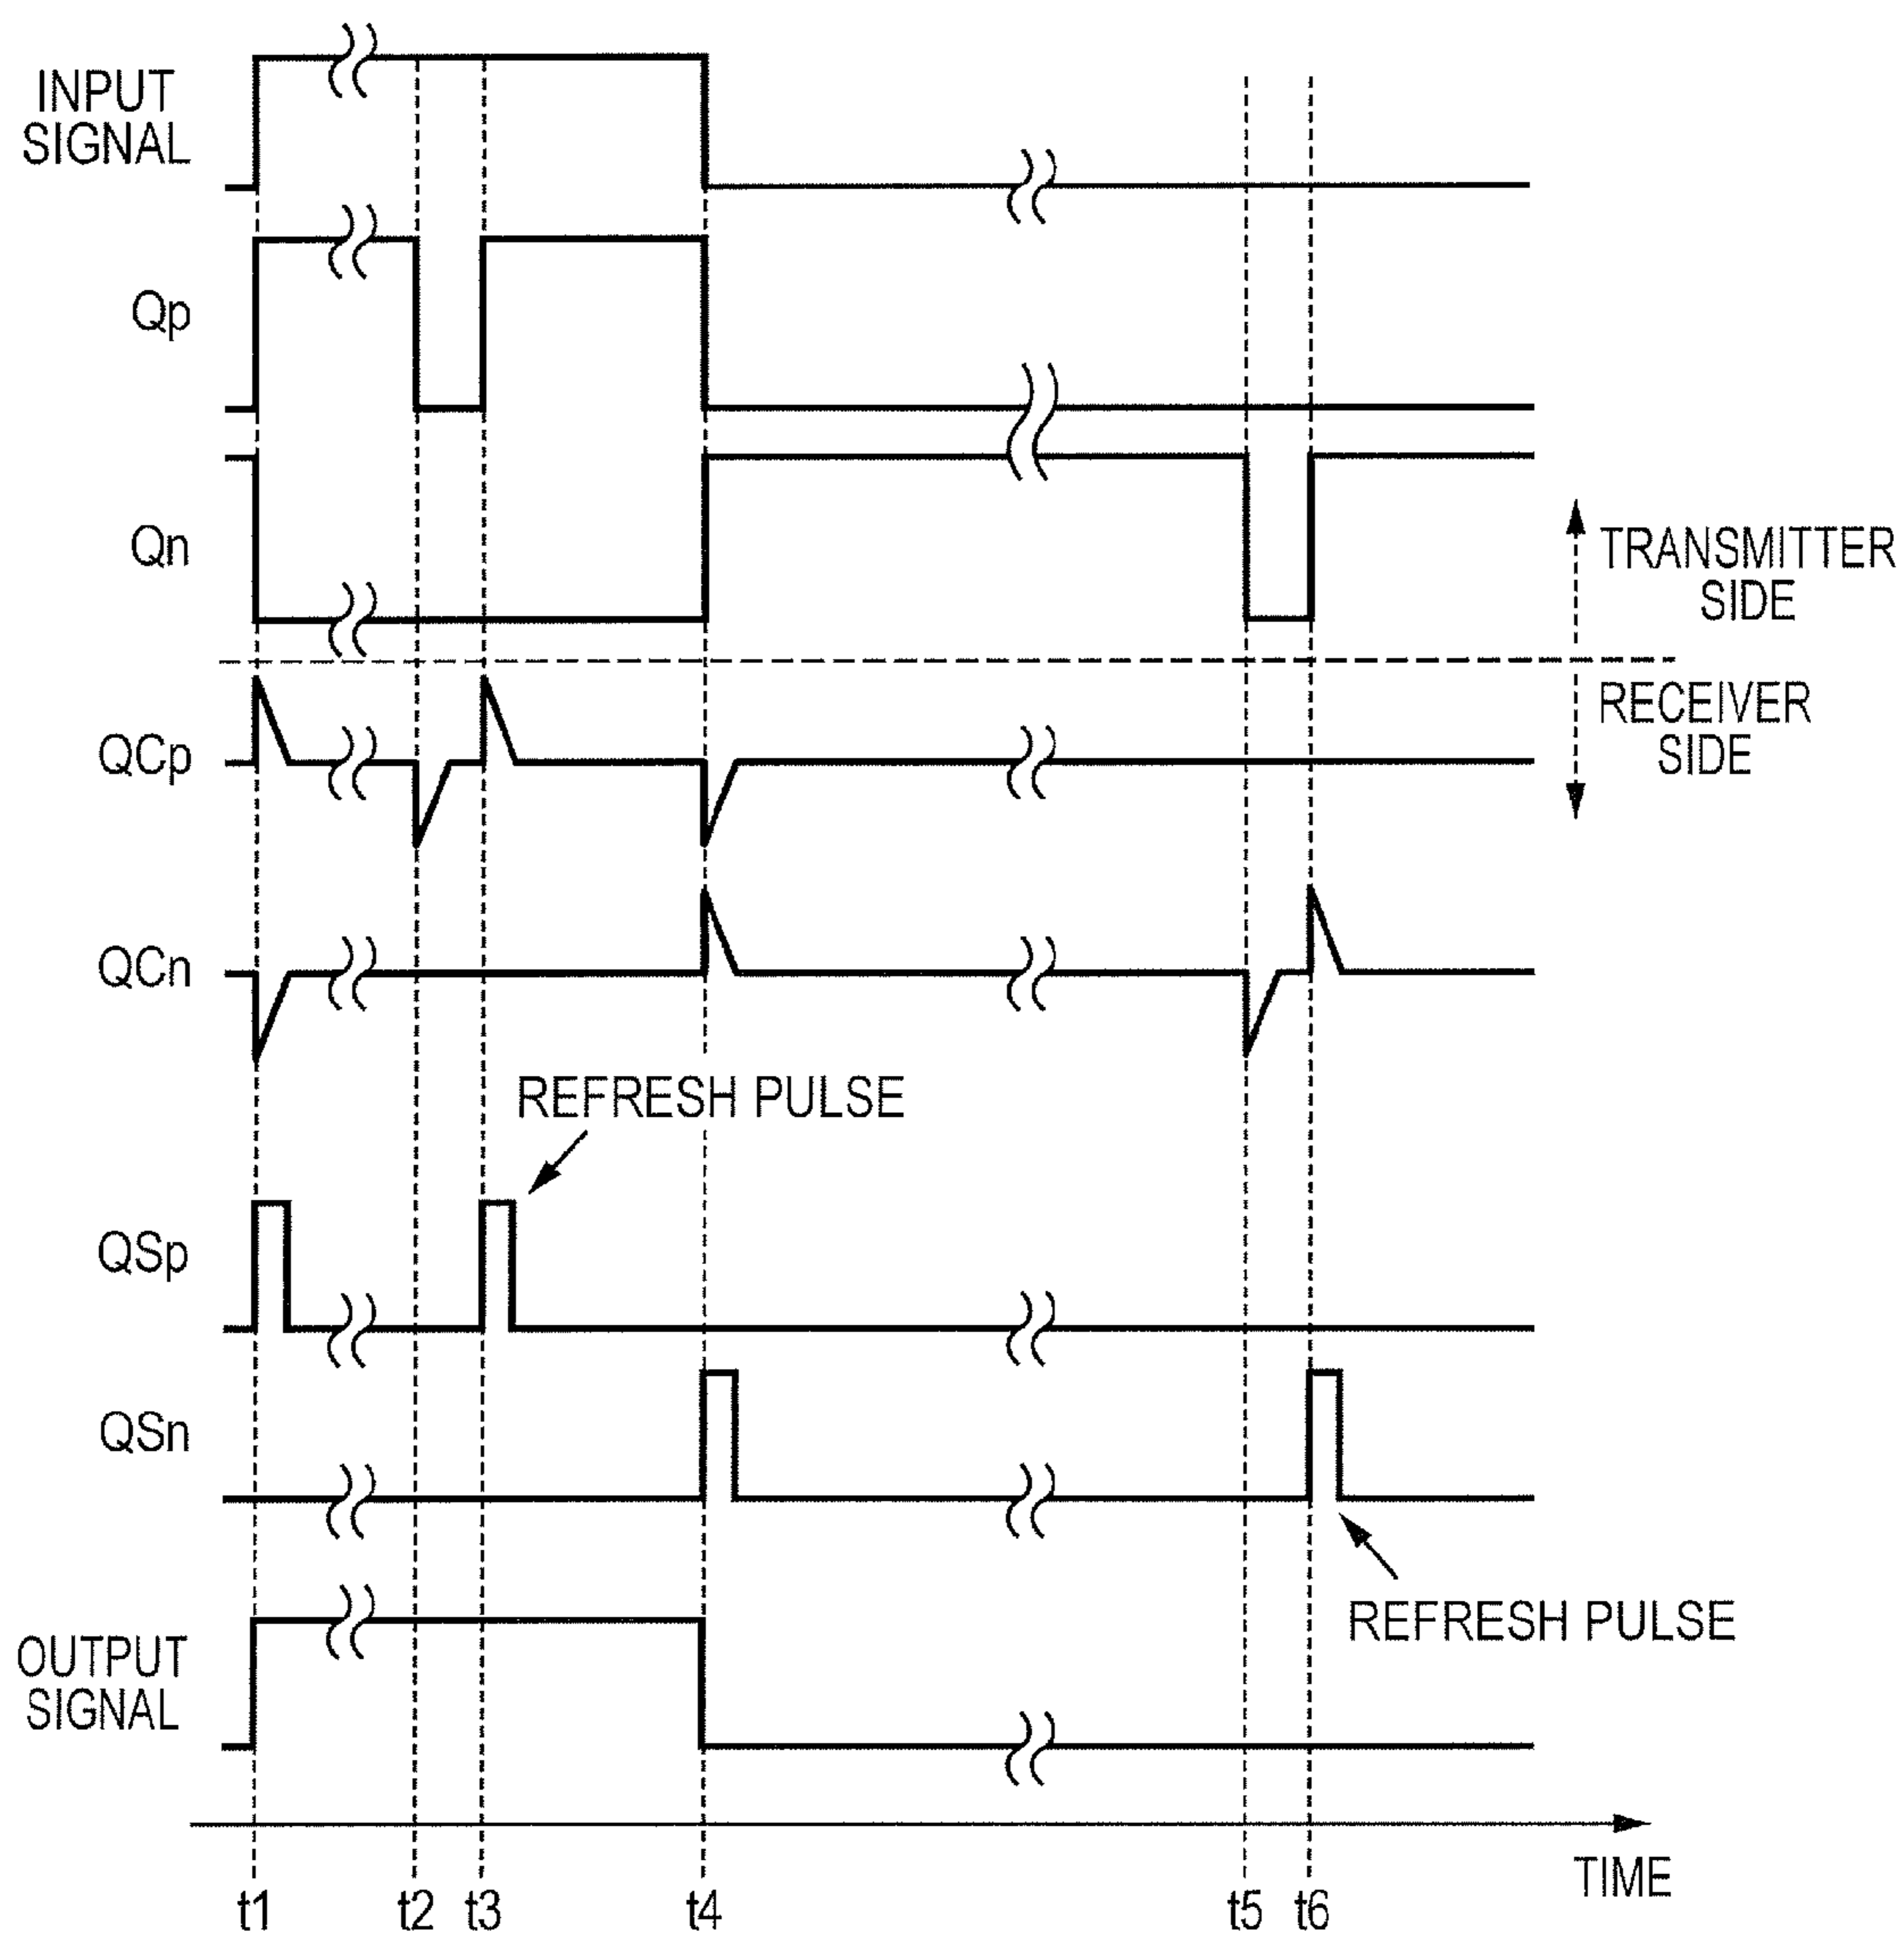 INPUT
SIGNAL
Qp
Qn
TRANSMITTER
SIDE
RECEIVER
SIDE
QCp
QCn
REFRESH PULSE
QSp
QSn
REFRESH PULSE
OUTPUT
SIGNAL
TIME
t1 t2 t3 t4 t5 t6